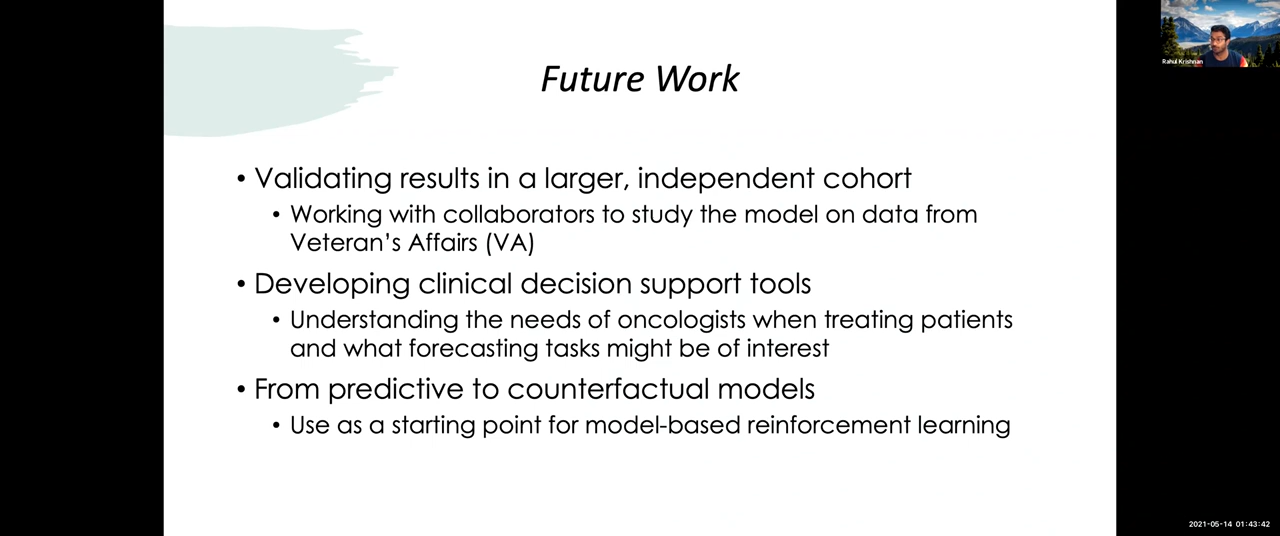 Future Work
• Validating results in a larger, independent cohort
• Working with collaborators to study the model on data from
Veteran’s Affairs (VA)
• Developing clinical decision support tools
• Understanding the needs of oncologists when treating patients
and what forecasting tasks might be of interest
• From predictive to counterfactual models
• Use as a starting point for model-based reinforcement learning
Rahul Krishnan
2021-05-14 01:43:42